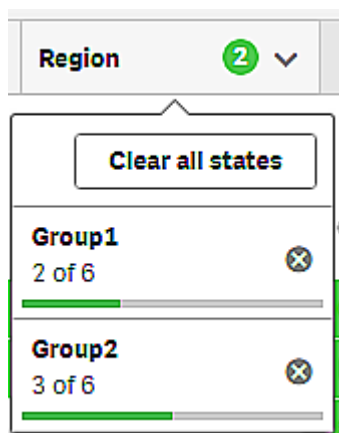 Region 2
Clear all states
Group1
2 of 6
Group2
3 of 6